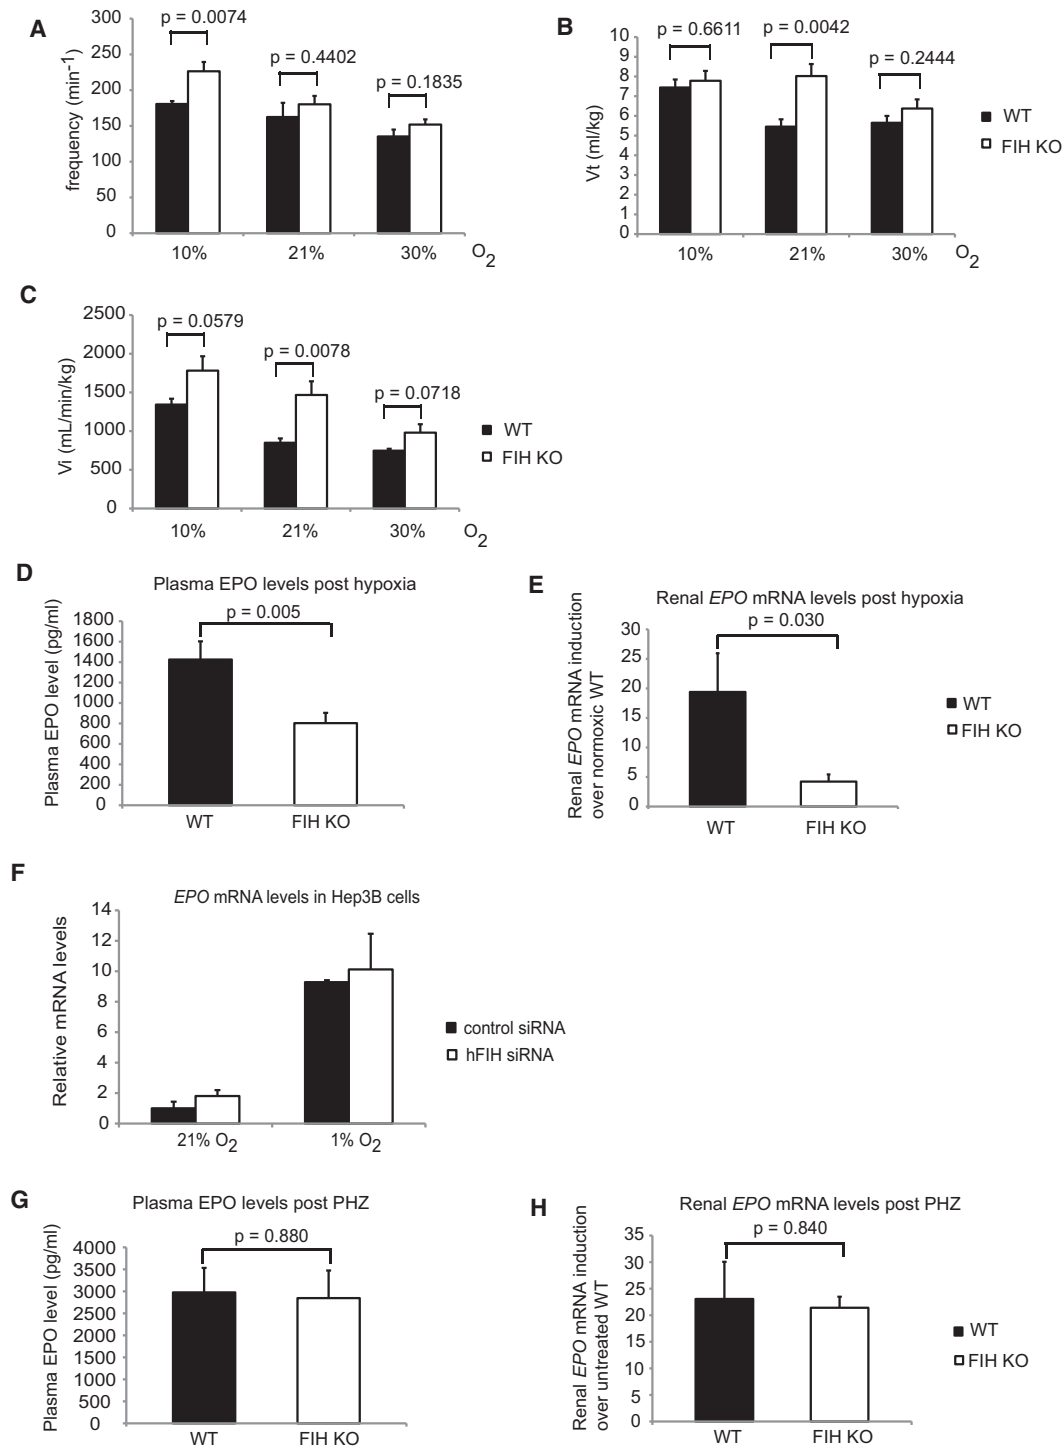 A
frequency (min-1)
300
250
200
150
100
50
0
p = 0.0074
p = 0.4402
p = 0.1835
10%
21%
30%
O2
B
Vt (ml/kg)
10
9
8
7
6
5
4
3
2
1
0
p = 0.6611
p = 0.0042
p = 0.2444
10%
21%
30%
O2
WT
FIH KO
C
Vi (mL/min/kg)
2500
2000
1500
1000
500
0
p = 0.0579
p = 0.0078
p = 0.0718
10%
21%
30%
O2
WT
FIH KO
D
Plasma EPO levels post hypoxia
Plasma EPO level (pg/ml)
1800
1600
1400
1200
1000
800
600
400
200
0
p = 0.005
WT
FIH KO
E
Renal EPO mRNA levels post hypoxia
Renal EPO mRNA induction
over normoxic WT
30
25
20
15
10
5
0
p = 0.030
WT
FIH KO
WT
FIH KO
F
EPO mRNA levels in Hep3B cells
Relative mRNA levels
14
12
10
8
6
4
2
0
21% O2
1% O2
control siRNA
hFIH siRNA
G
Plasma EPO levels post PHZ
Plasma EPO level (pg/ml)
4000
3500
3000
2500
2000
1500
1000
500
0
p = 0.880
WT
FIH KO
H
Renal EPO mRNA levels post PHZ
Renal EPO mRNA induction
over untreated WT
35
30
25
20
15
10
5
0
p = 0.840
WT
FIH KO
WT
FIH KO